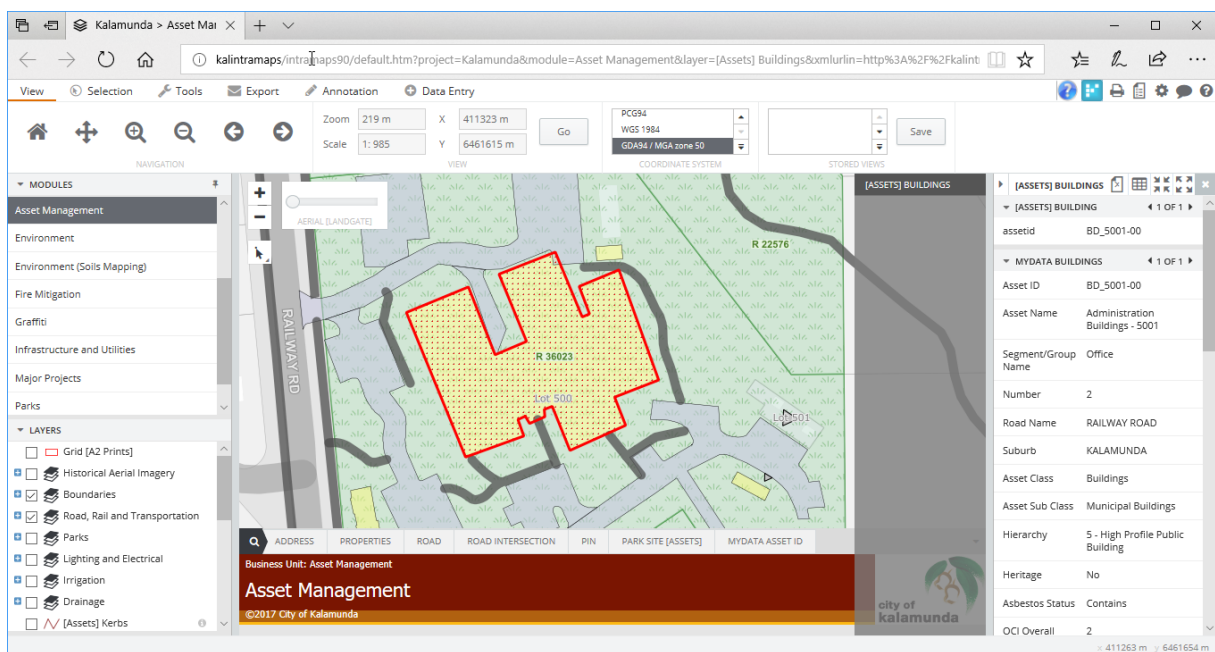 Kalamunda > Asset Mai
kalintramaps/intramaps90/default.htm?project=Kalamunda&module=Asset Management&layer=[Assets] Buildings&xmlurlin=http%3A%2F%2Fkalint
View Selection Tools Export Annotation Data Entry
Zoom 219 m X 411323 m Go
Scale 1: 985 Y 6461615 m
PCG94
WGS 1984
GDA94 / MGA zone 50
Save
NAVIGATION VIEW COORDINATE SYSTEM STORED VIEWS
MODULES
Asset Management
Environment
Environment (Soils Mapping)
Fire Mitigation
Graffiti
Infrastructure and Utilities
Major Projects
Parks
LAYERS
Grid [A2 Prints]
Historical Aerial Imagery
Boundaries
Road, Rail and Transportation
Parks
Lighting and Electrical
Irrigation
Drainage
[Assets] Kerbs
AERIAL [LANDGATE]
RAILWAY RD
R 22576
R 36023
Lot 500
Lot 501
[ASSETS] BUILDINGS
ADDRESS PROPERTIES ROAD ROAD INTERSECTION PIN PARK SITE [ASSETS] MYDATA ASSET ID
Business Unit: Asset Management
Asset Management
©2017 City of Kalamunda
city of
kalamunda
[ASSETS] BUILDINGS
[ASSETS] BUILDING 1 OF 1
assetid BD_5001-00
MYDATA BUILDINGS 1 OF 1
Asset ID BD_5001-00
Asset Name Administration
Buildings - 5001
Segment/Group Office
Name
Number 2
Road Name RAILWAY ROAD
Suburb KALAMUNDA
Asset Class Buildings
Asset Sub Class Municipal Buildings
Hierarchy 5 - High Profile Public
Building
Heritage No
Asbestos Status Contains
OCI Overall 2
x 411263 m y 6461654 m